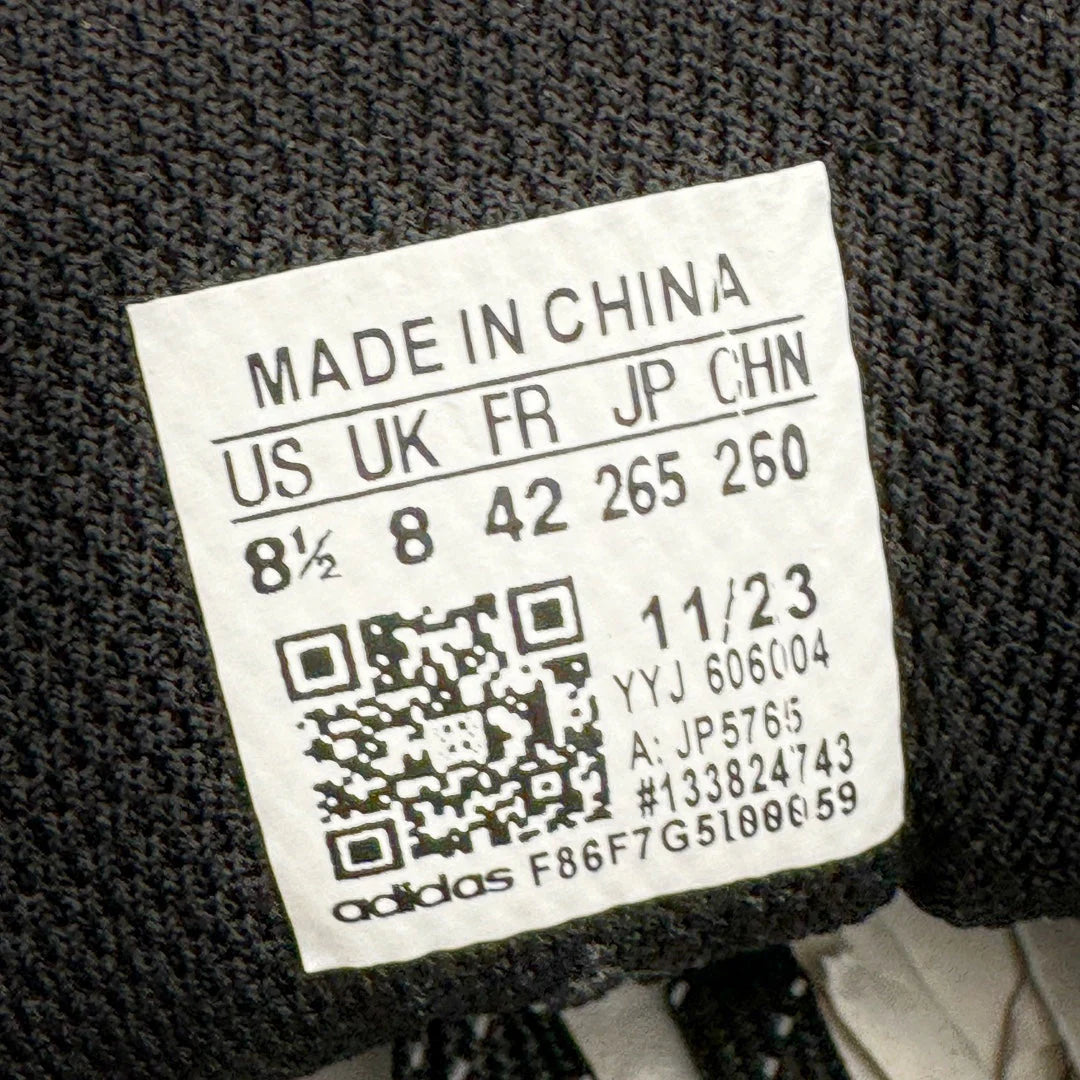 MADE IN CHINA
US UK FR JP CHN
8½ 8 42 265 260
11/23
YYJ 606004
A: JP5765
#133824743
adidas F86F7G5100059